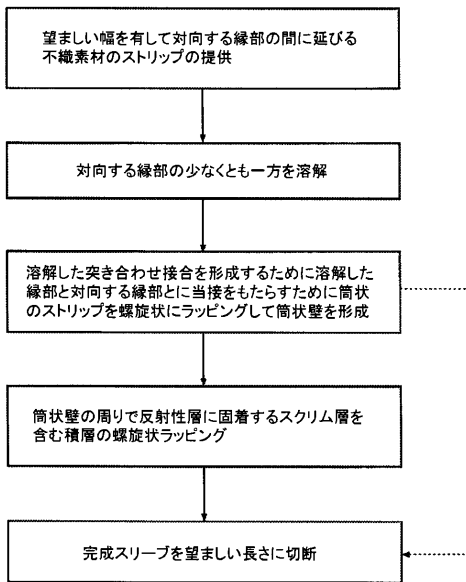 望ましい幅を有して対向する縁部の間に延びる
不織素材のストリップの提供
対向する縁部の少なくとも一方を溶解
溶解した突き合わせ接合を形成するために溶解した
縁部と対向する縁部とに当接をもたらすために筒状
のストリップを螺旋状にラッピングして筒状壁を形成
筒状壁の周りで反射性層に固着するスクリム層を
含む積層の螺旋状ラッピング
完成スリーブを望ましい長さに切断